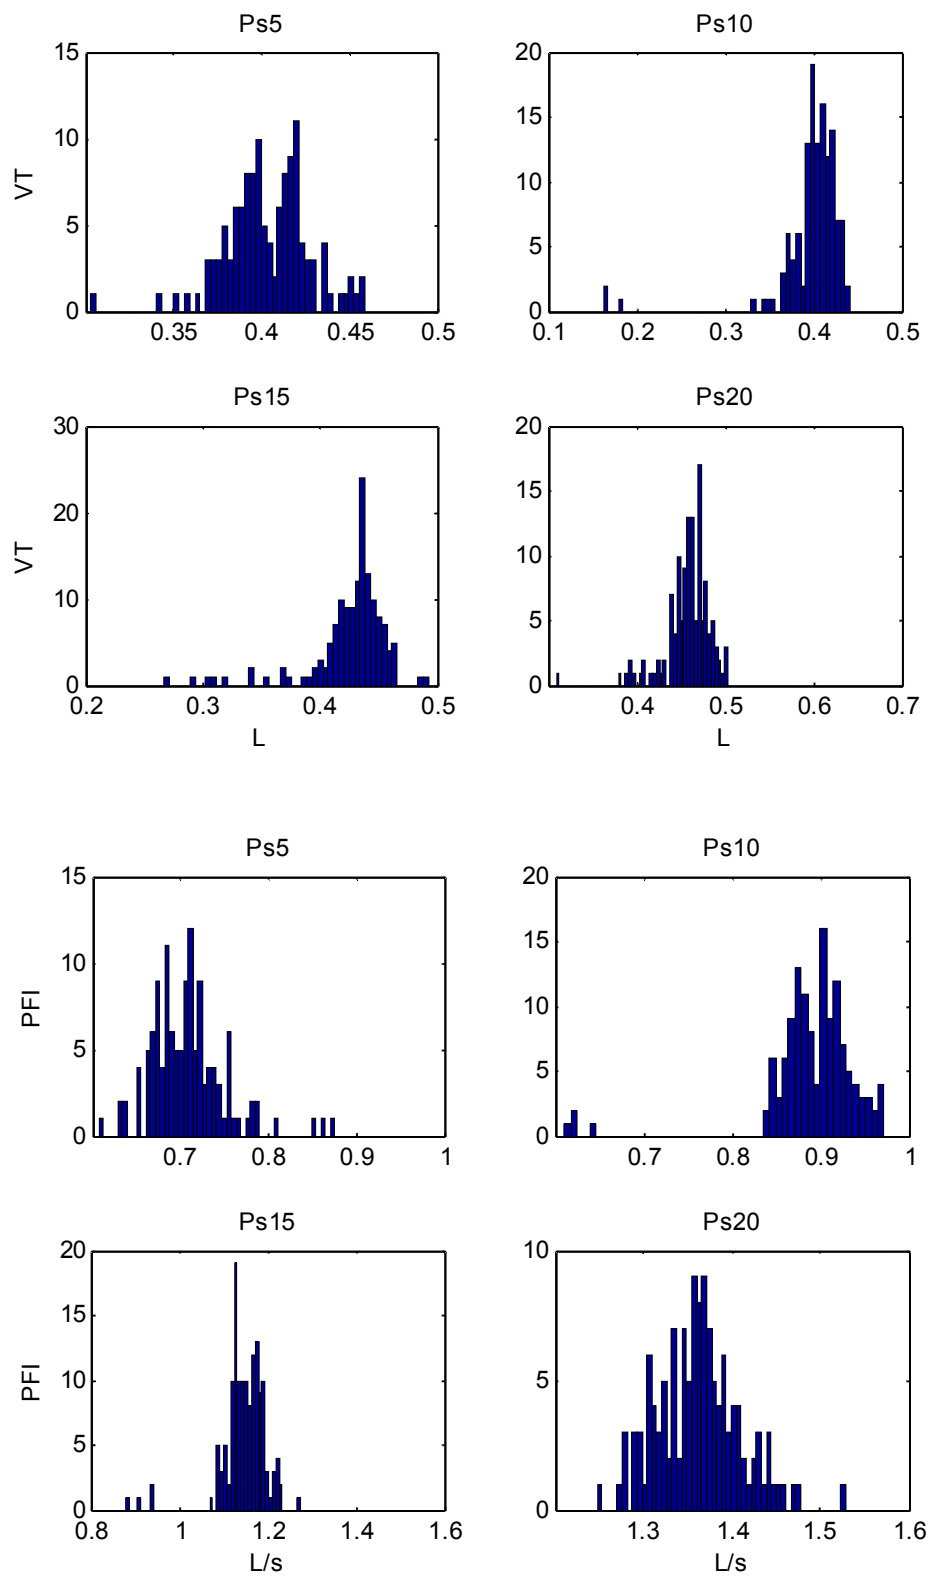 Ps5 Ps10
15 20
VT 10 15
5 10
0 5
0.35 0.4 0.45 0.5 0
0.1 0.2 0.3 0.4 0.5
Ps15 Ps20
30 20
VT 20 15
10 10
0 5
0.2 0.3 0.4 0.5 0
L 0.4 0.5 0.6 0.7
L
Ps5 Ps10
15 20
PFI 10 15
5 10
0 5
0.7 0.8 0.9 1 0
0.7 0.8 0.9 1
Ps15 Ps20
20 10
PFI 15 5
10 0
5 1.3 1.4 1.5 1.6
0 L/s
0.8 1 1.2 1.4 1.6
L/s